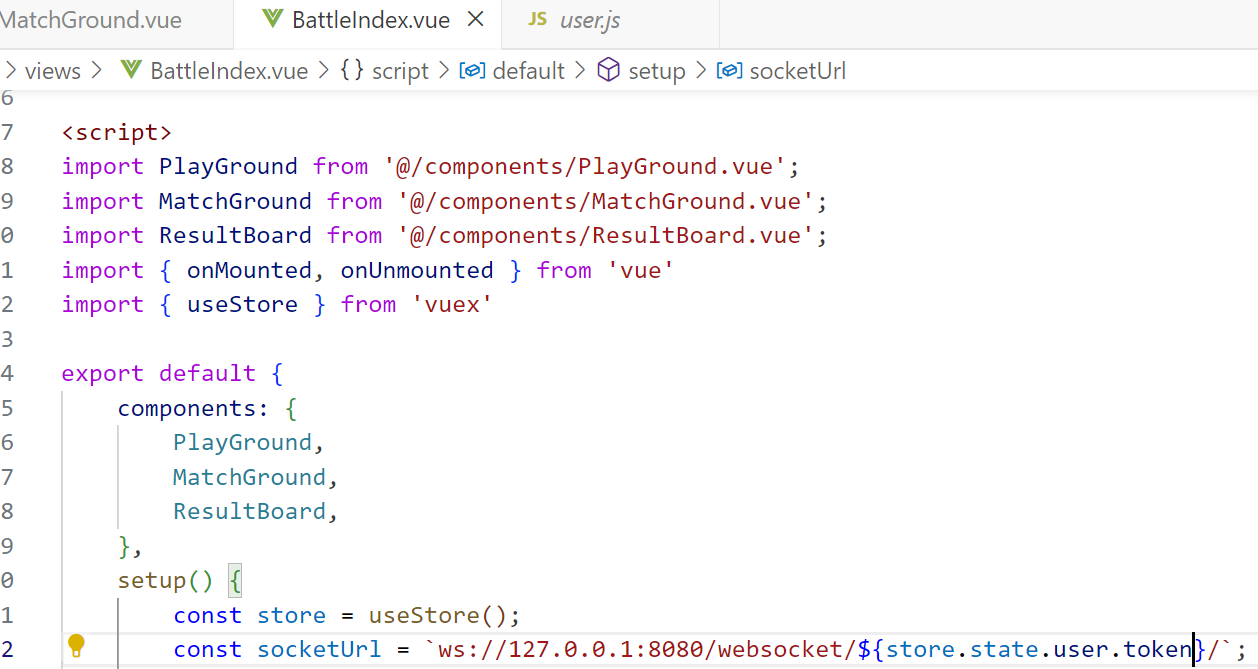 MatchGround.vue BattleIndex.vue JS user.js
views BattleIndex.vue {} script default setup socketUrl
6
7 <script>
8 import PlayGround from '@/components/PlayGround.vue';
9 import MatchGround from '@/components/MatchGround.vue';
0 import ResultBoard from '@/components/ResultBoard.vue';
1 import { onMounted, onUnmounted } from 'vue'
2 import { useStore } from 'vuex'
3
4 export default {
5 components: {
6 PlayGround,
7 MatchGround,
8 ResultBoard,
9 },
0 setup() {
1 const store = useStore();
2 const socketUrl = `ws://127.0.0.1:8080/websocket/${store.state.user.token}/`;